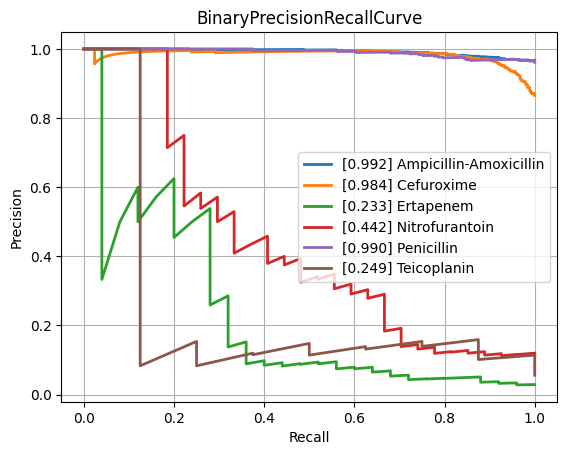 BinaryPrecisionRecallCurve
1.0
0.8
0.6
0.4
0.2
0.0
Precision
[0.992] Ampicillin-Amoxicillin
[0.984] Cefuroxime
[0.233] Ertapenem
[0.442] Nitrofurantoin
[0.990] Penicillin
[0.249] Teicoplanin
0.0 0.2 0.4 0.6 0.8 1.0
Recall